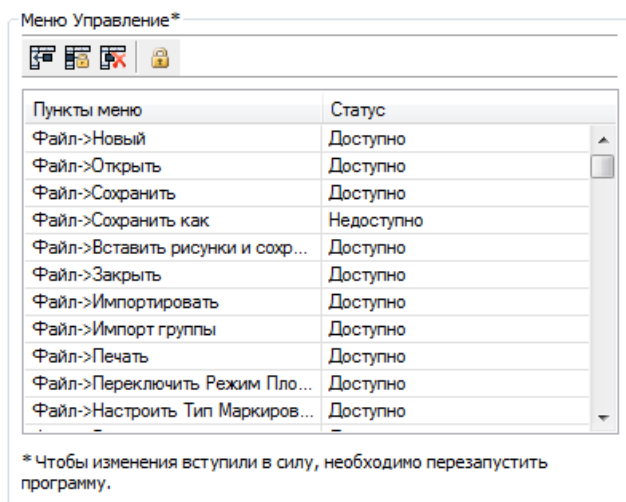 Меню Управление*
Пункты меню Статус
Файл->Новый Доступно
Файл->Открыть Доступно
Файл->Сохранить Доступно
Файл->Сохранить как Недоступно
Файл->Вставить рисунки и сохр... Доступно
Файл->Закрыть Доступно
Файл->Импортировать Доступно
Файл->Импорт группы Доступно
Файл->Печать Доступно
Файл->Переключить Режим Пло... Доступно
Файл->Настроить Тип Маркиров... Доступно
* Чтобы изменения вступили в силу, необходимо перезапустить
программу.